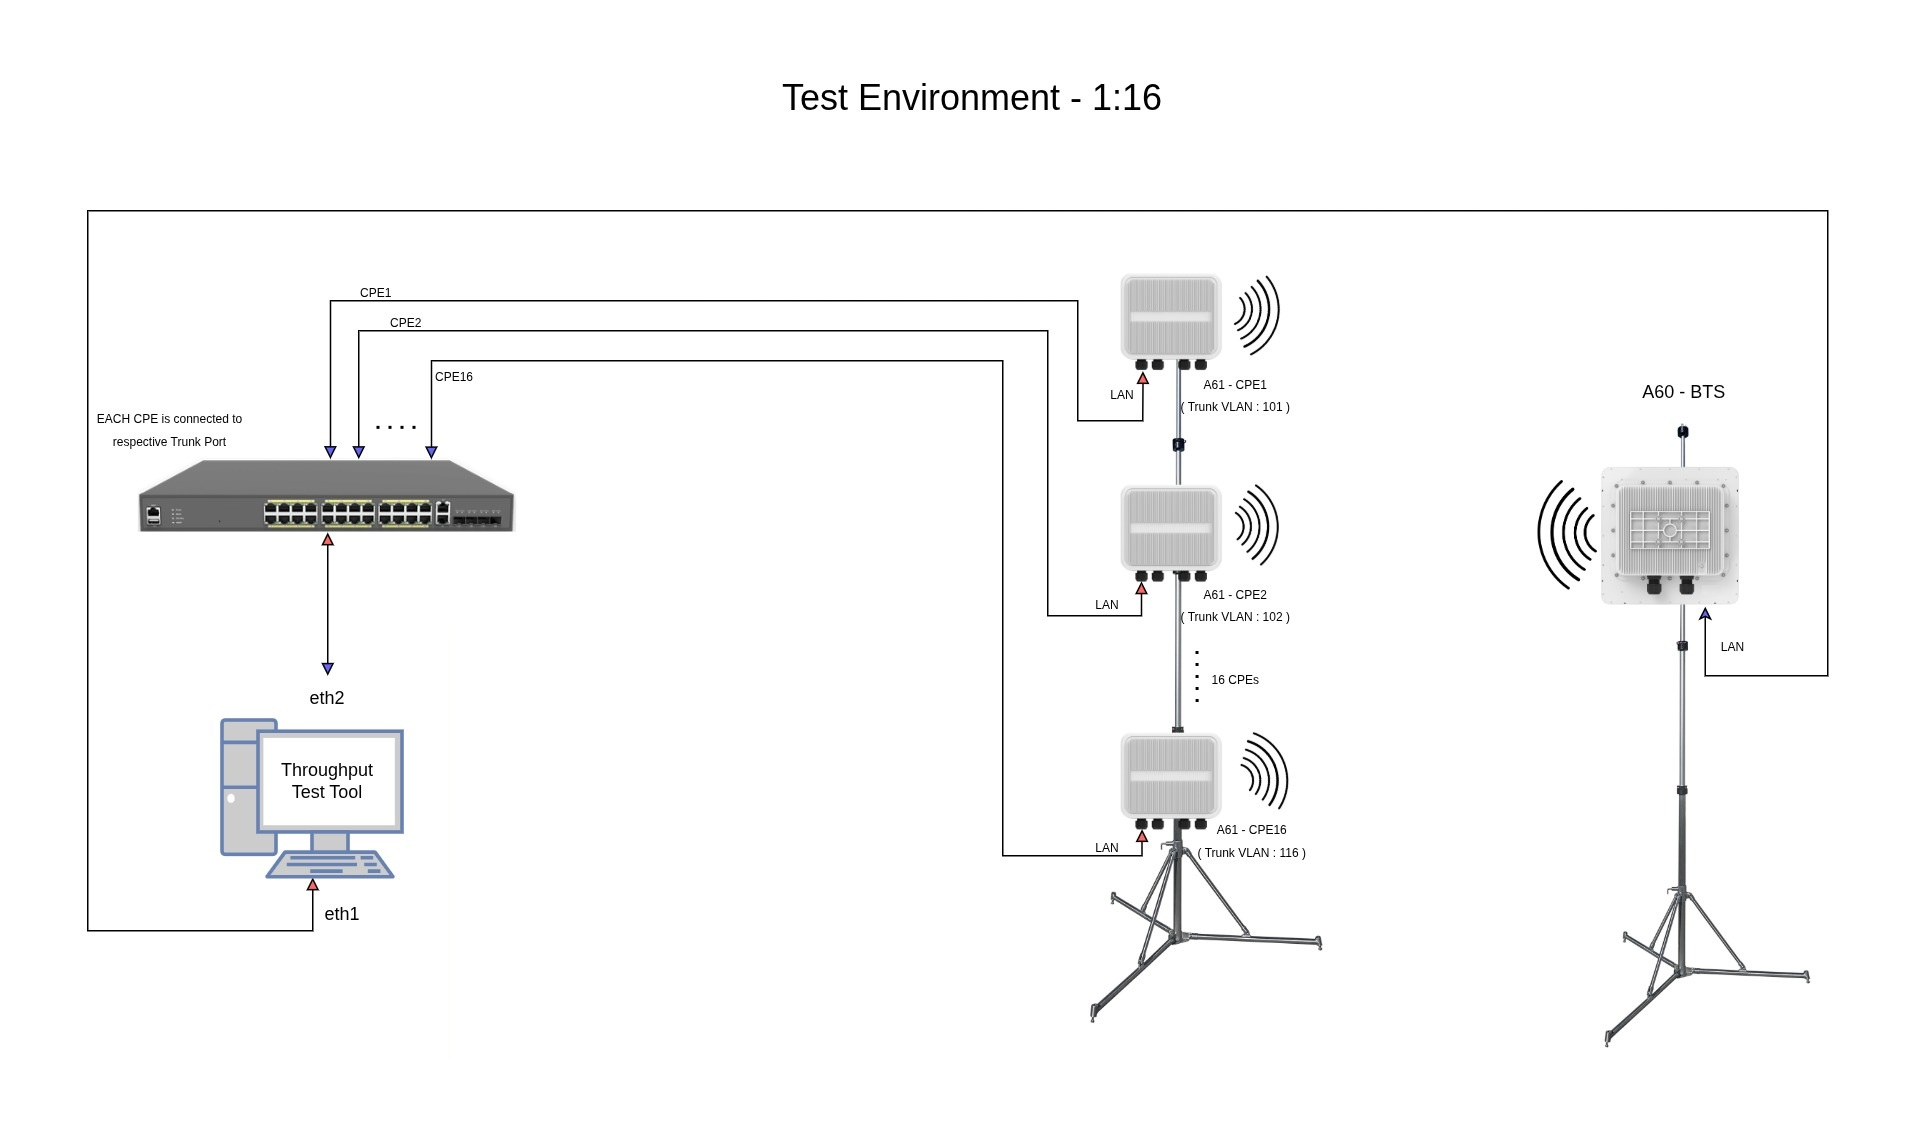 Test Environment - 1:16
CPE1
CPE2
CPE16
EACH CPE is connected to
respective Trunk Port
LAN
A61 - CPE1
( Trunk VLAN : 101 )
A60 - BTS
LAN
A61 - CPE2
( Trunk VLAN : 102 )
LAN
16 CPEs
eth2
Throughput
Test Tool
LAN
A61 - CPE16
( Trunk VLAN : 116 )
eth1